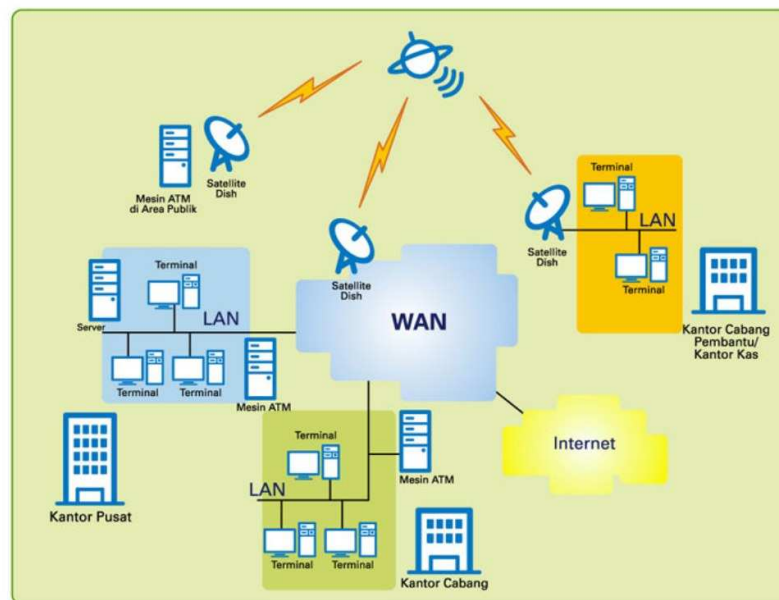 Mesin ATM
di Area Publik
Satellite
Dish
Terminal
LAN
Satellite
Dish
Terminal
Kantor Cabang
Pembantu/
Kantor Kas
Satellite
Dish
WAN
Terminal
Server
LAN
Terminal
Terminal
Mesin ATM
Kantor Pusat
Internet
Terminal
Mesin ATM
LAN
Terminal
Terminal
Kantor Cabang